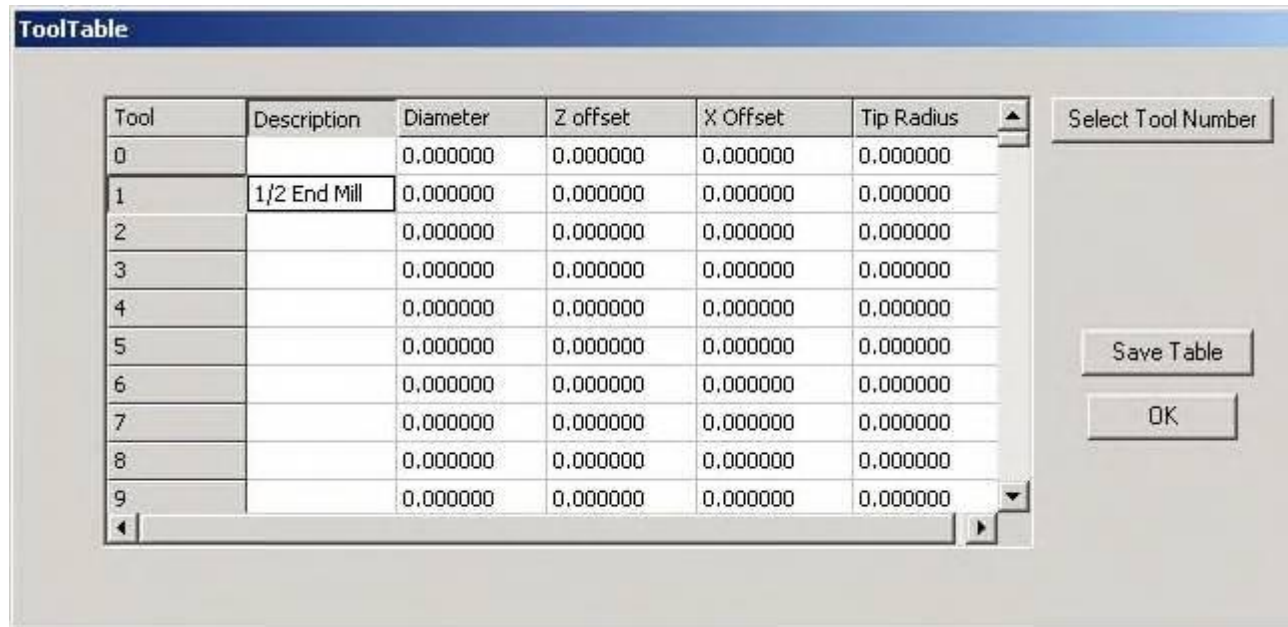 ToolTable
Tool Description Diameter Z offset X Offset Tip Radius Select Tool Number
0 0.000000 0.000000 0.000000 0.000000
1 1/2 End Mill 0.000000 0.000000 0.000000 0.000000
2 0.000000 0.000000 0.000000 0.000000
3 0.000000 0.000000 0.000000 0.000000
4 0.000000 0.000000 0.000000 0.000000
5 0.000000 0.000000 0.000000 0.000000 Save Table
6 0.000000 0.000000 0.000000 0.000000
7 0.000000 0.000000 0.000000 0.000000 OK
8 0.000000 0.000000 0.000000 0.000000
9 0.000000 0.000000 0.000000 0.000000